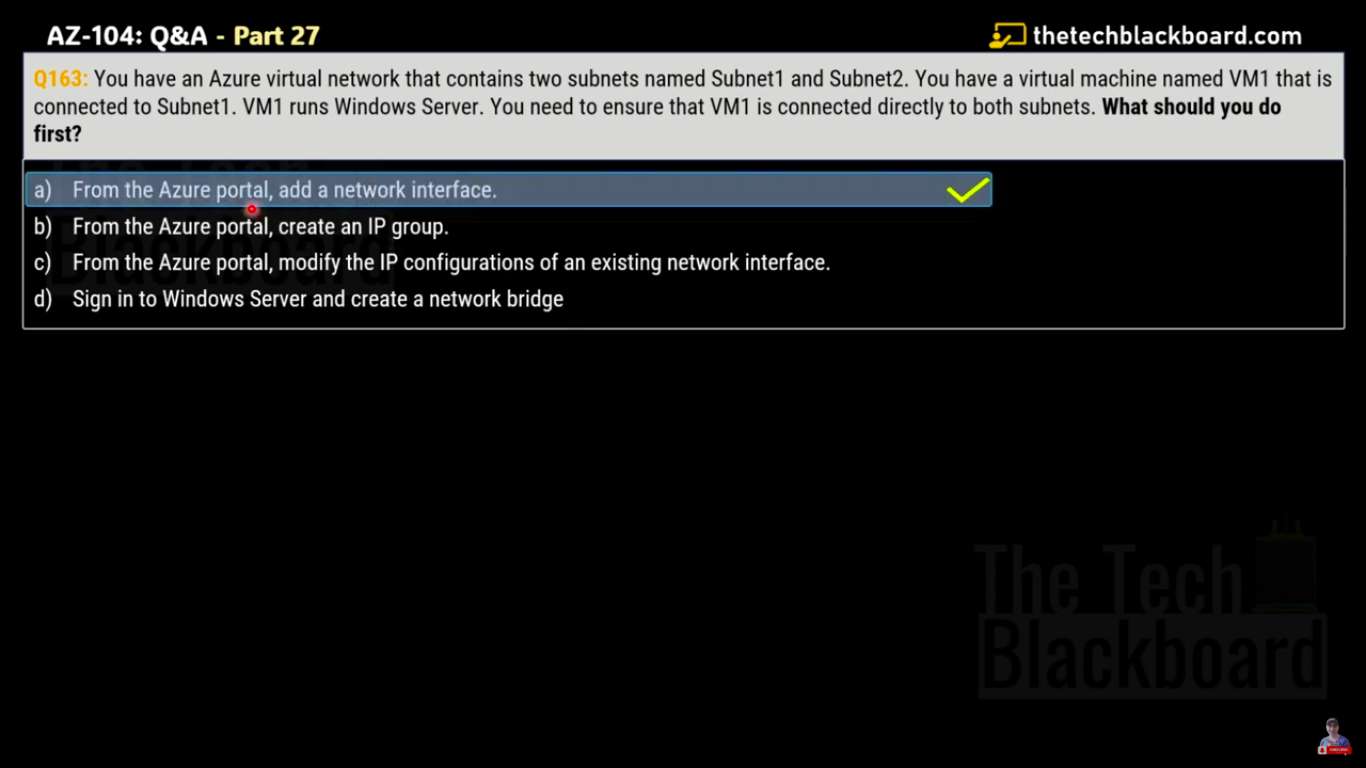 AZ-104: Q&A - Part 27
thetechblackboard.com
Q163: You have an Azure virtual network that contains two subnets named Subnet1 and Subnet2. You have a virtual machine named VM1 that is
connected to Subnet1. VM1 runs Windows Server. You need to ensure that VM1 is connected directly to both subnets. What should you do
first?
a) From the Azure portal, add a network interface.
b) From the Azure portal, create an IP group.
c) From the Azure portal, modify the IP configurations of an existing network interface.
d) Sign in to Windows Server and create a network bridge
The Tech
Blackboard